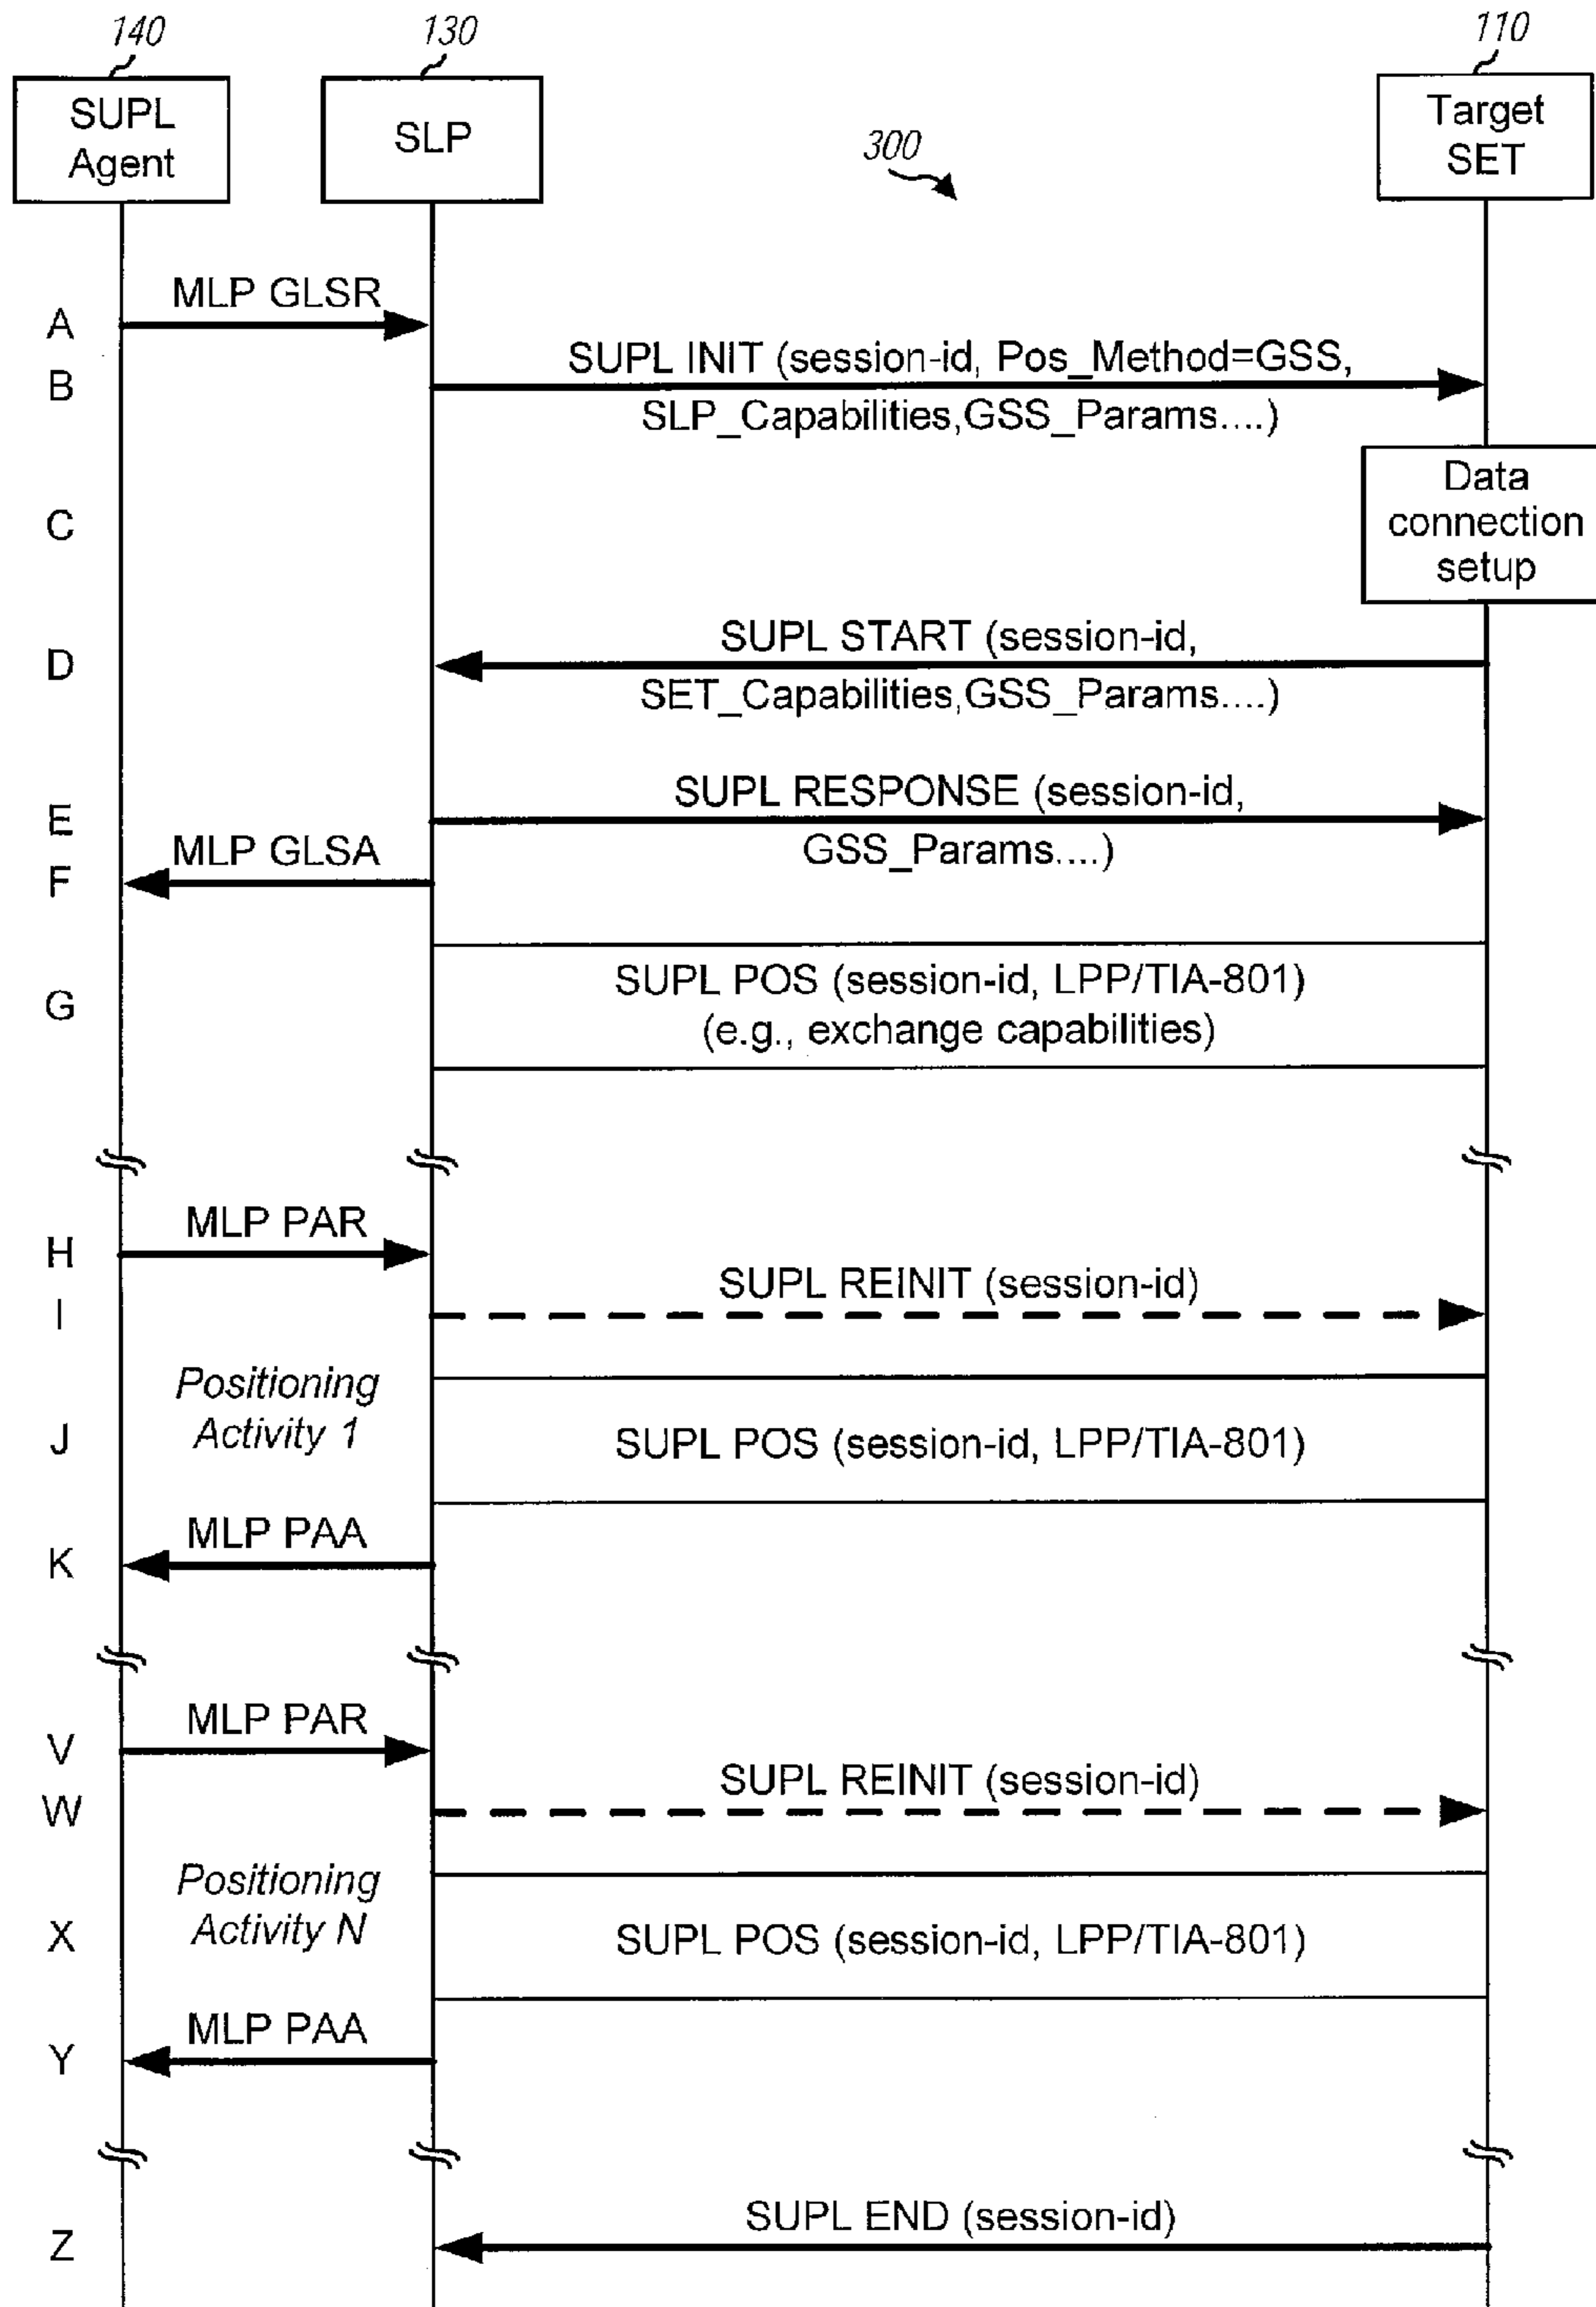 140
130
110
SUPL
Agent
SLP
Target
SET
300
A
MLP GLSR
B
SUPL INIT (session-id, Pos_Method=GSS,
SLP_Capabilities,GSS_Params....)
C
Data
connection
setup
D
SUPL START (session-id,
SET_Capabilities,GSS_Params....)
E
SUPL RESPONSE (session-id,
GSS_Params....)
F
MLP GLSA
G
SUPL POS (session-id, LPP/TIA-801)
(e.g., exchange capabilities)
H
MLP PAR
I
SUPL REINIT (session-id)
Positioning
Activity 1
J
SUPL POS (session-id, LPP/TIA-801)
MLP PAA
K
MLP PAR
V
SUPL REINIT (session-id)
W
Positioning
Activity N
X
SUPL POS (session-id, LPP/TIA-801)
MLP PAA
Y
SUPL END (session-id)
Z